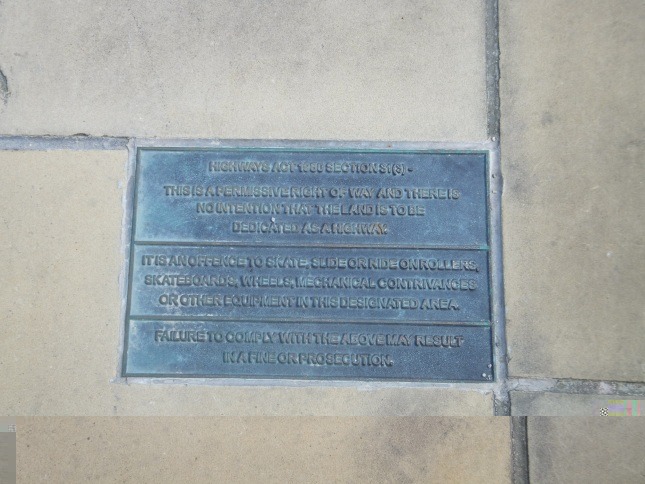 HIGHWAYS ACT 1980 SECTION 31(3) -
THIS IS A PERMISSIVE RIGHT OF WAY AND THERE IS
NO INTENTION THAT THE LAND IS TO BE
DEDICATED AS A HIGHWAY.
IT IS AN OFFENCE TO SKATE, SLIDE OR RIDE ON ROLLERS,
SKATEBOARDS, WHEELS, MECHANICAL CONTRIVANCES
OR OTHER EQUIPMENT IN THIS DESIGNATED AREA.
FAILURE TO COMPLY WITH THE ABOVE MAY RESULT
IN A FINE OR PROSECUTION.